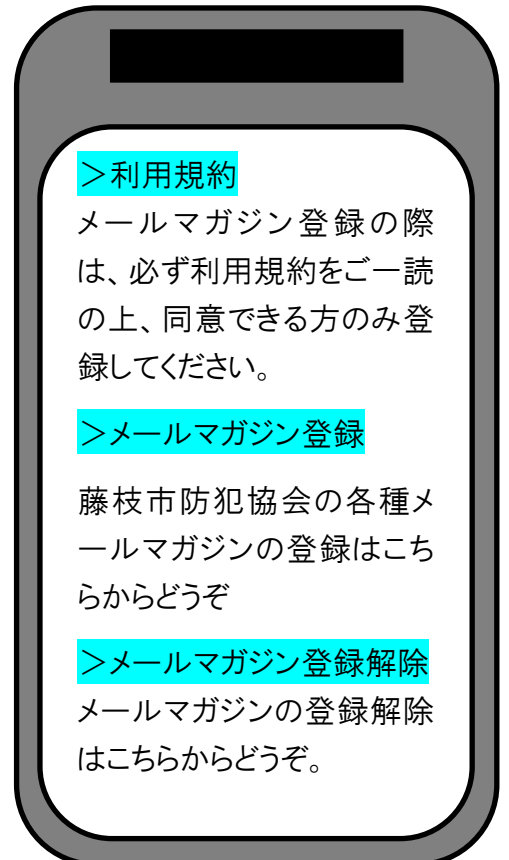 ＞利用規約
メールマガジン登録の際
は、必ず利用規約をご一読
の上、同意できる方のみ登
録してください。
＞メールマガジン登録
藤枝市防犯協会の各種メ
ールマガジンの登録はこち
らからどうぞ
＞メールマガジン登録解除
メールマガジンの登録解除
はこちらからどうぞ。